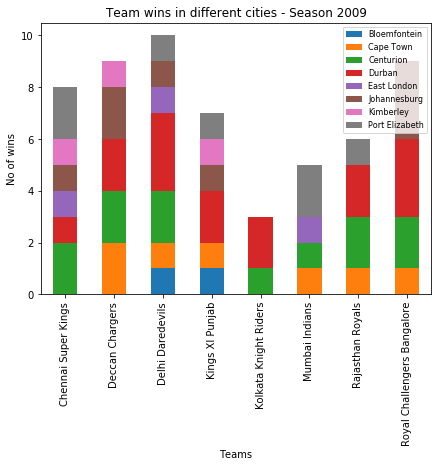 Team wins in different cities - Season 2009
No of wins
10
8
6
4
2
0
Bloemfontein
Cape Town
Centurion
Durban
East London
Johannesburg
Kimberley
Port Elizabeth
Chennai Super Kings
Deccan Chargers
Delhi Daredevils
Kings XI Punjab
Kolkata Knight Riders
Mumbai Indians
Rajasthan Royals
Royal Challengers Bangalore
Teams